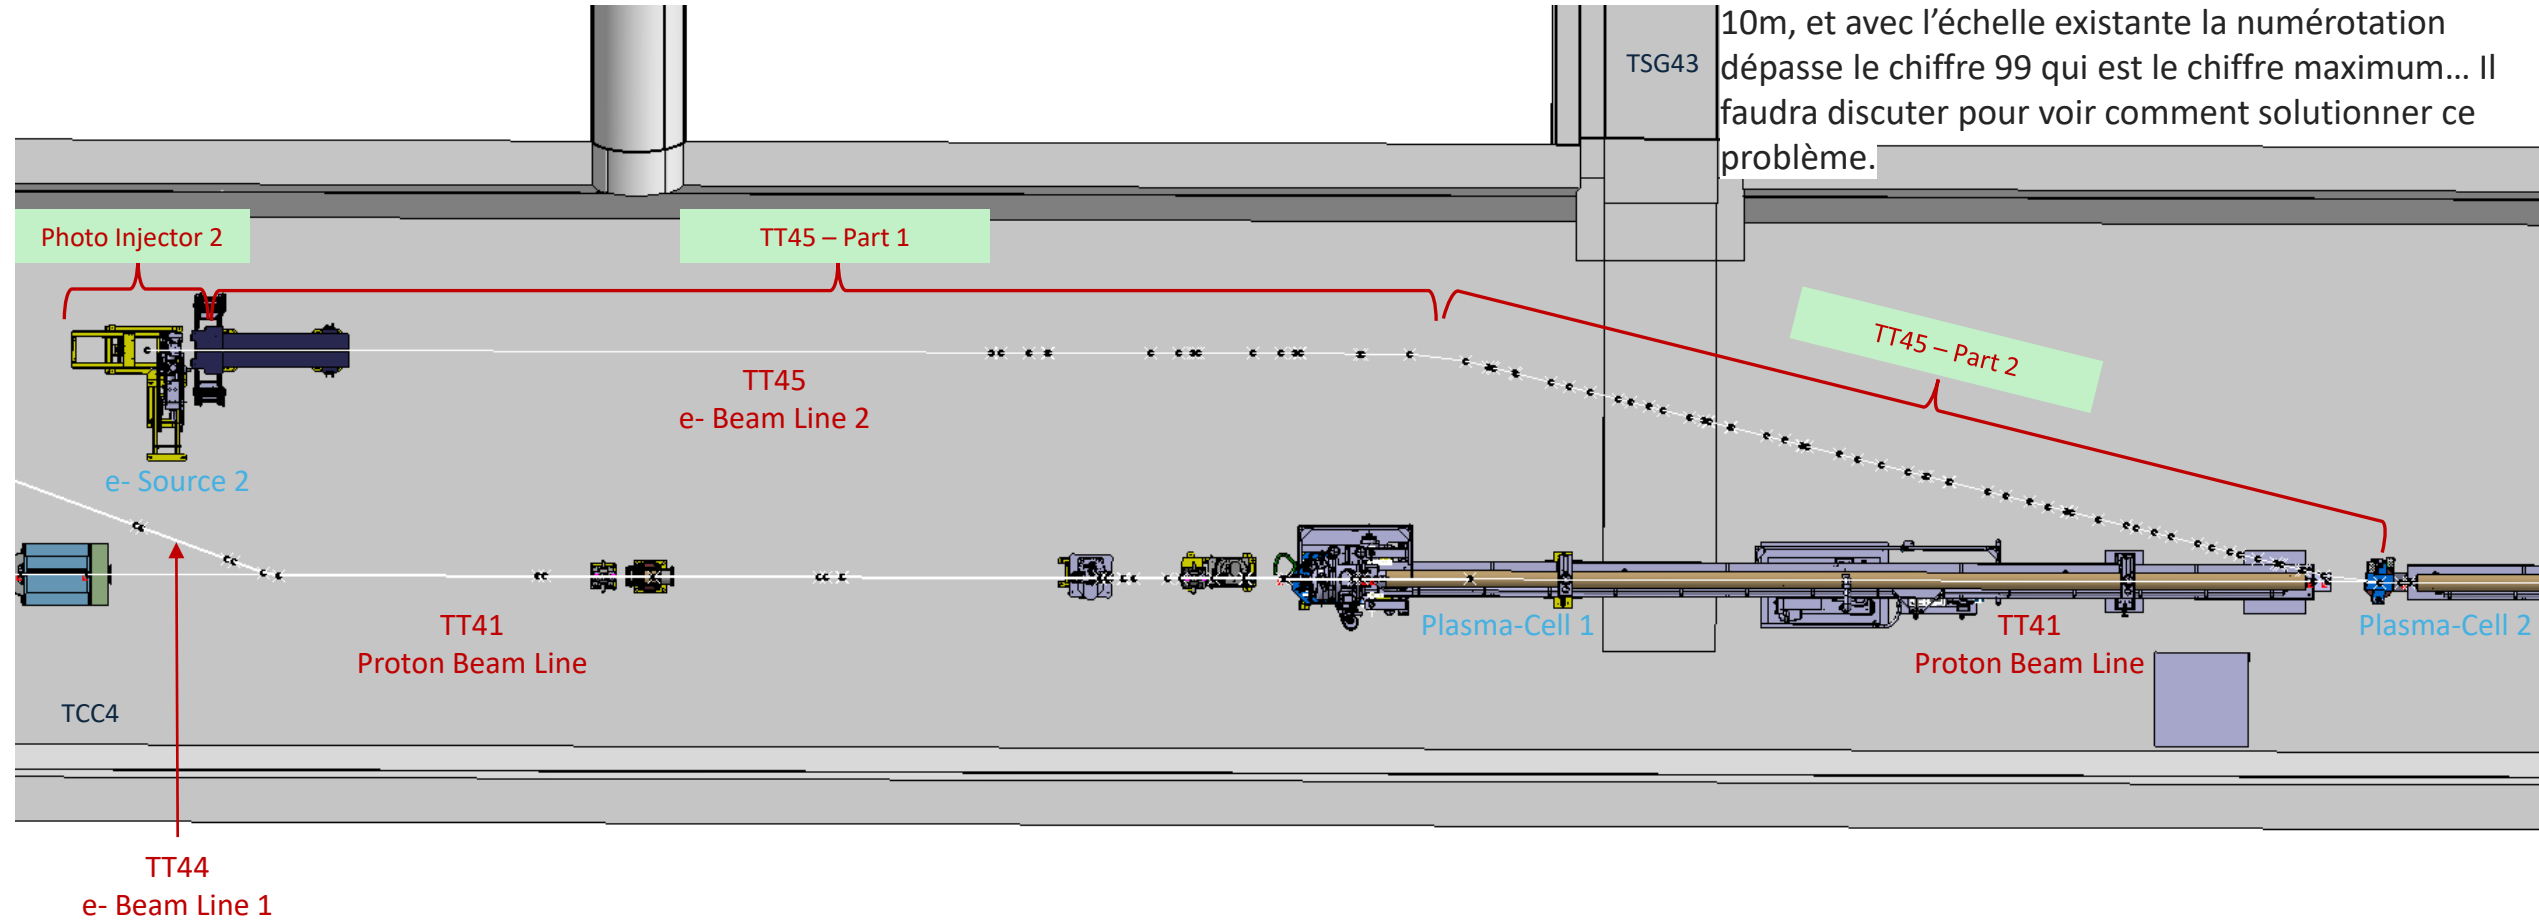 10m, et avec l’échelle existante la numérotation
dépasse le chiffre 99 qui est le chiffre maximum… Il
faudra discuter pour voir comment solutionner ce
problème.
TSG43
Photo Injector 2
TT45 – Part 1
TT45 – Part 2
TT45
e- Beam Line 2
e- Source 2
TT41
Proton Beam Line
Plasma-Cell 1
TT41
Proton Beam Line
Plasma-Cell 2
TCC4
TT44
e- Beam Line 1